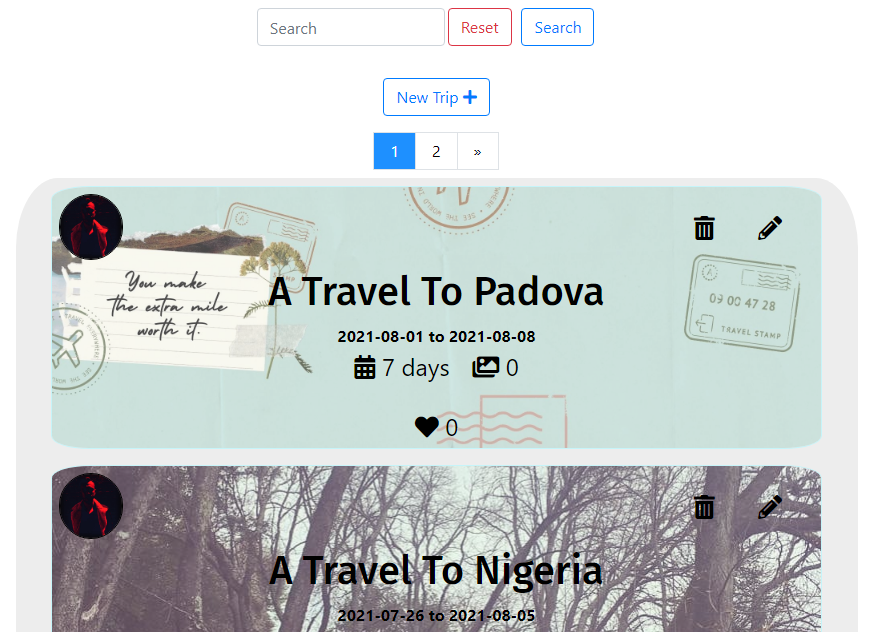 Search Reset Search
New Trip +
1 2 »
You make
the extra mile
worth it.
A Travel To Padova
09 00 47 28
TRAVEL STAMP
2021-08-01 to 2021-08-08
7 days 0
0
A Travel To Nigeria
2021-07-26 to 2021-08-05